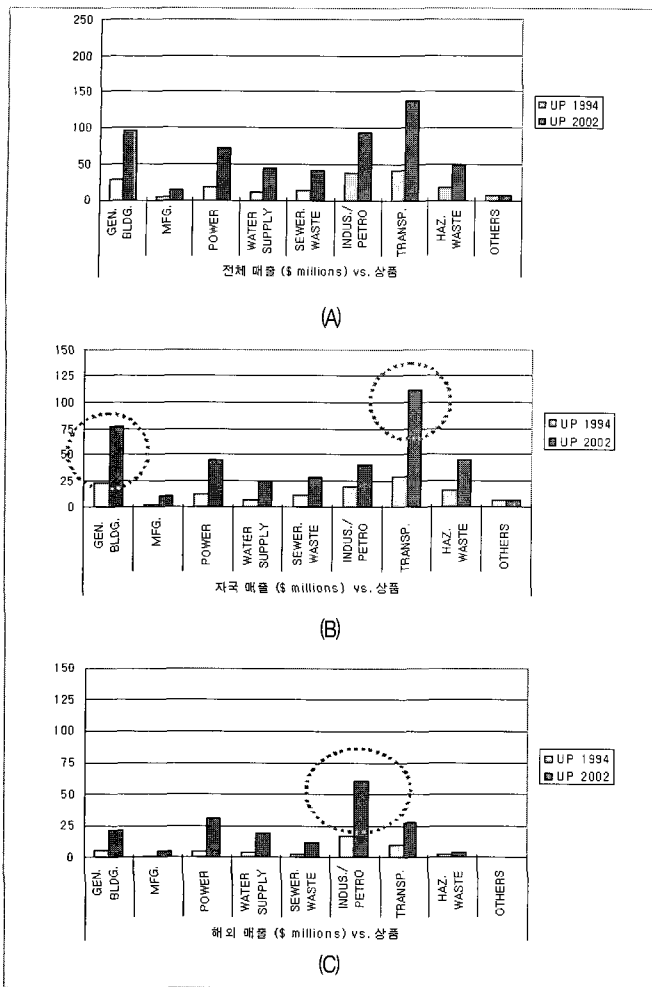 250
200
150
100
50
0
UP 1994
UP 2002
GEN. BLDG.
MFG.
POWER
WATER SUPPLY
SEWER. WASTE
INDUS./ PETRO
TRANSP.
HAZ. WASTE
OTHERS
전체 매출 ($ millions) vs. 상품
(A)
150
125
100
75
50
25
0
UP 1994
UP 2002
GEN. BLDG.
MFG.
POWER
WATER SUPPLY
SEWER. WASTE
INDUS./ PETRO
TRANSP.
HAZ. WASTE
OTHERS
자국 매출 ($ millions) vs. 상품
(B)
150
125
100
75
50
25
0
UP 1994
UP 2002
GEN. BLDG.
MFG.
POWER
WATER SUPPLY
SEWER. WASTE
INDUS./ PETRO
TRANSP.
HAZ. WASTE
OTHERS
해외 매출 ($ millions) vs. 상품
(C)